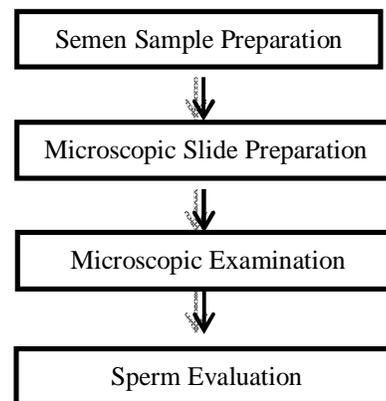 Semen Sample Preparation
Microscopic Slide Preparation
Microscopic Examination
Sperm Evaluation